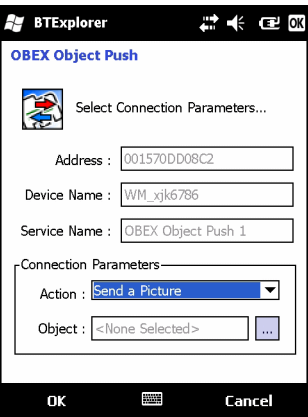 BTExplorer
OK
OBEX Object Push
Select Connection Parameters...
Address : 001570DD08C2
Device Name : WM_xjk6786
Service Name : OBEX Object Push 1
Connection Parameters
Action : Send a Picture
Object : <None Selected> ...
OK Cancel